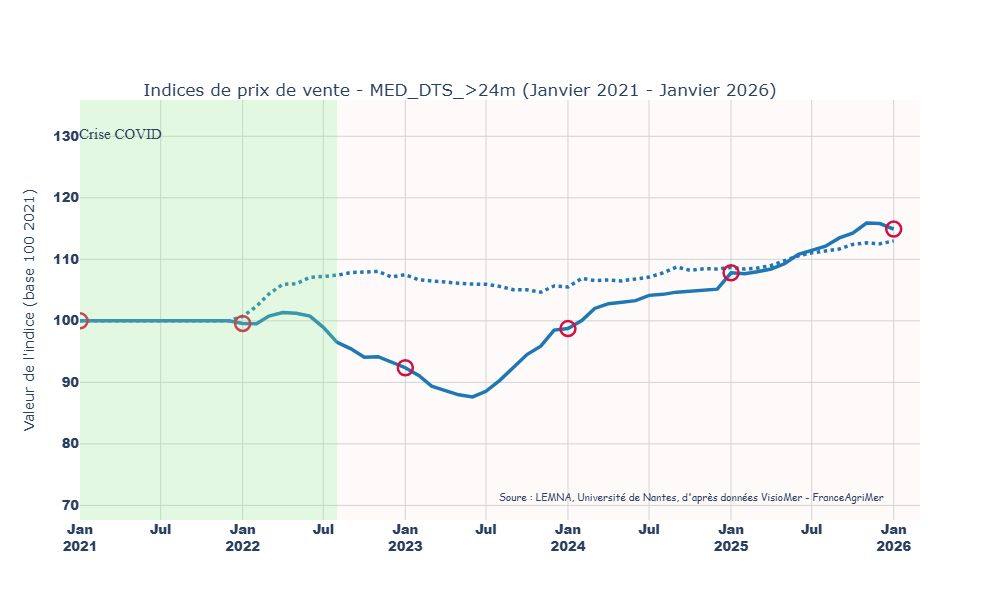 Indices de prix de vente - MED_DTS_>24m (Janvier 2021 - Janvier 2026)
Crise COVID
Valeur de l'indice (base 100 2021)
130
120
110
100
90
80
70
Soure : LEMNA, Université de Nantes, d'après données VisioMer - FranceAgriMer
Jan Jul Jan Jul Jan Jul Jan Jul Jan Jul Jan
2021 2022 2023 2024 2025 2026